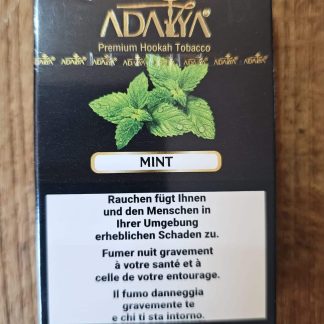 ADALYA
Premium Hookah Tobacco
MINT
Rauchen fügt Ihnen
und den Menschen in
Ihrer Umgebung
erheblichen Schaden zu.
Fumer nuit gravement
à votre santé et à
celle de votre entourage.
Il fumo danneggia
gravemente te
e chi ti sta intorno.